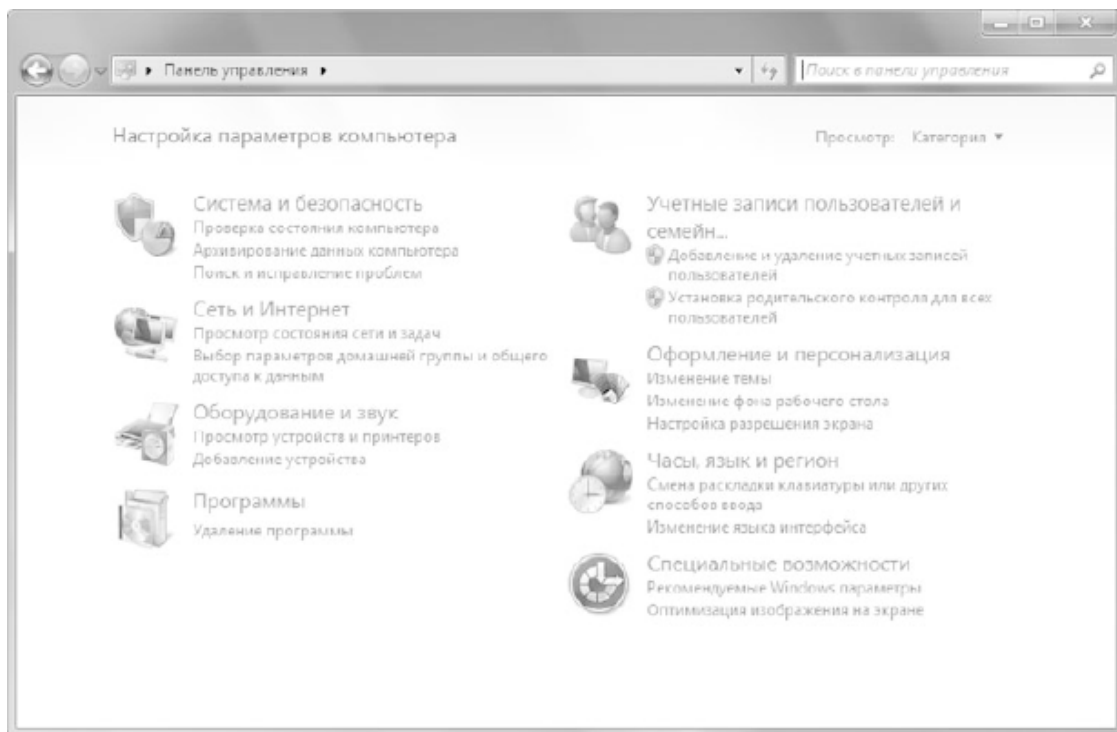 Панель управления
Поиск в панели управления
Настройка параметров компьютера
Просмотр: Категория
Система и безопасность
Проверка состояния компьютера
Архивирование данных компьютера
Поиск и исправление проблем
Сеть и Интернет
Просмотр состояния сети и задач
Выбор параметров домашней группы и общего
доступа к данным
Оборудование и звук
Просмотр устройств и принтеров
Добавление устройства
Программы
Удаление программы
Учетные записи пользователей и
семейн...
Добавление и удаление учетных записей
пользователей
Установка родительского контроля для всех
пользователей
Оформление и персонализация
Изменение темы
Изменение фона рабочего стола
Настройка разрешения экрана
Часы, язык и регион
Смена раскладки клавиатуры или других
способов ввода
Изменение языка интерфейса
Специальные возможности
Рекомендуемые Windows параметры
Оптимизация изображения на экране